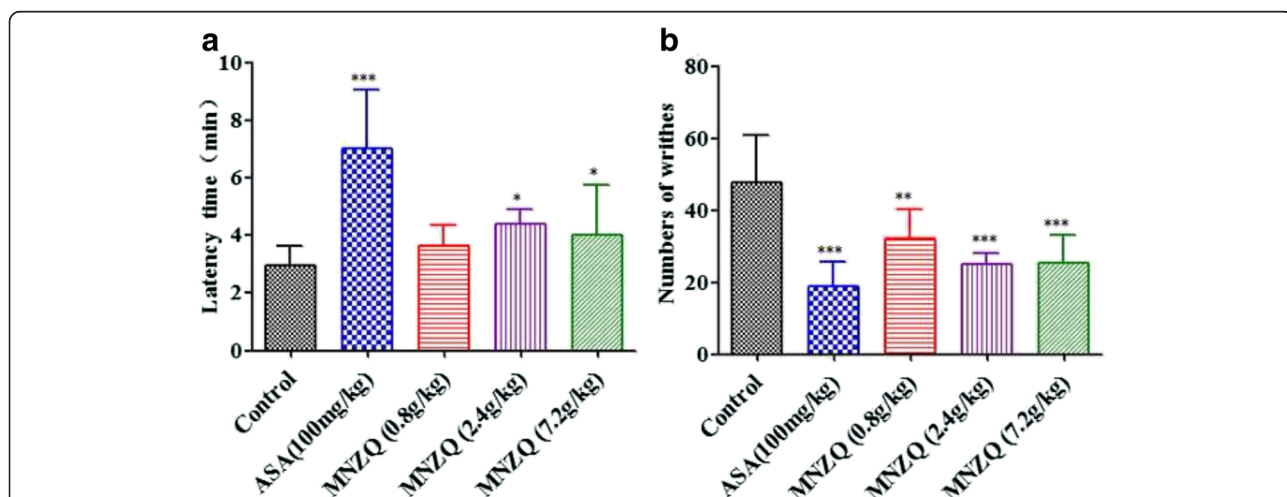 a
Latency time (min)
10
8
6
4
2
0
***
*
*
Control
ASA(100mg/kg)
MNZQ (0.8g/kg)
MNZQ (2.4g/kg)
MNZQ (7.2g/kg)
b
Numbers of writhes
80
60
40
20
0
***
**
***
***
Control
ASA(100mg/kg)
MNZQ (0.8g/kg)
MNZQ (2.4g/kg)
MNZQ (7.2g/kg)